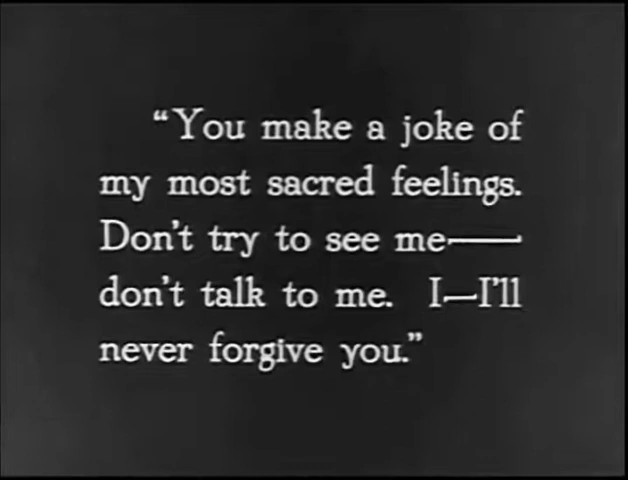 “You make a joke of
my most sacred feelings.
Don't try to see me——
don't talk to me. I—I'll
never forgive you.”